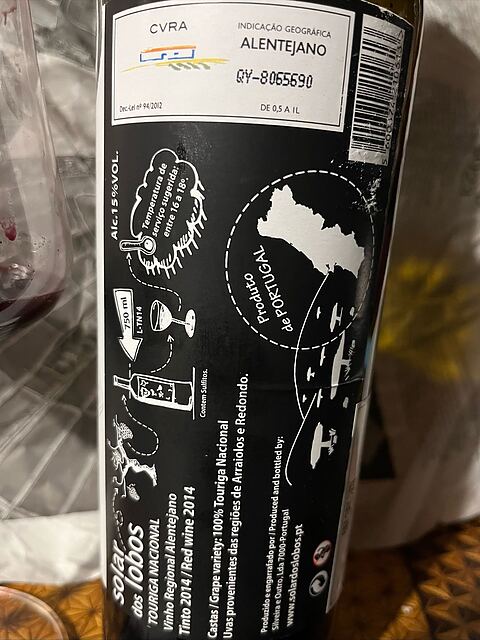 CVRA
INDICAÇÃO GEOGRÁFICA
ALENTEJANO
QV-8065690
Dec.-Lei nº 94/2012
DE 0,5 A 1L
Alc.15%VOL.
Temperatura de
serviço sugerida:
entre 16 a 18º.
750 ml
L-TN14
Contem Sulfitos.
Produto
de PORTUGAL
solar
dos lobos
TOURIGA NACIONAL
Vinho Regional Alentejano
Tinto 2014 / Red wine 2014
Castas / Grape variety: 100% Touriga Nacional
Uvas provenientes das regiões de Arraiolos e Redondo.
Produzido e engarrafado por / Produced and bottled by:
Silveira e Outro, Lda 7000-Portugal
www.solardoslobos.pt